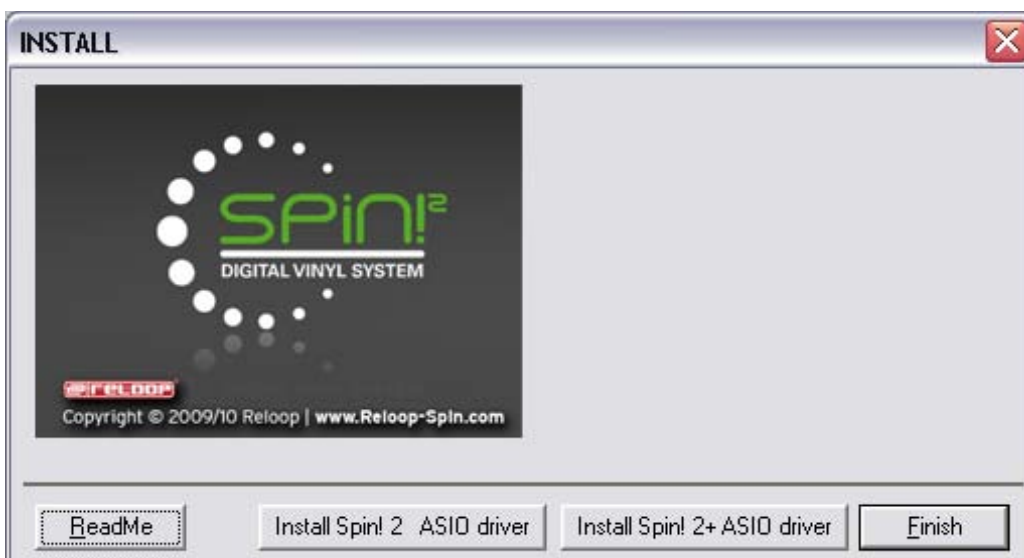 INSTALL
SPin!²
DIGITAL VINYL SYSTEM
reloop
Copyright © 2009/10 Reloop | www.Reloop-Spin.com
ReadMe
Install Spin! 2 ASIO driver
Install Spin! 2+ ASIO driver
Finish